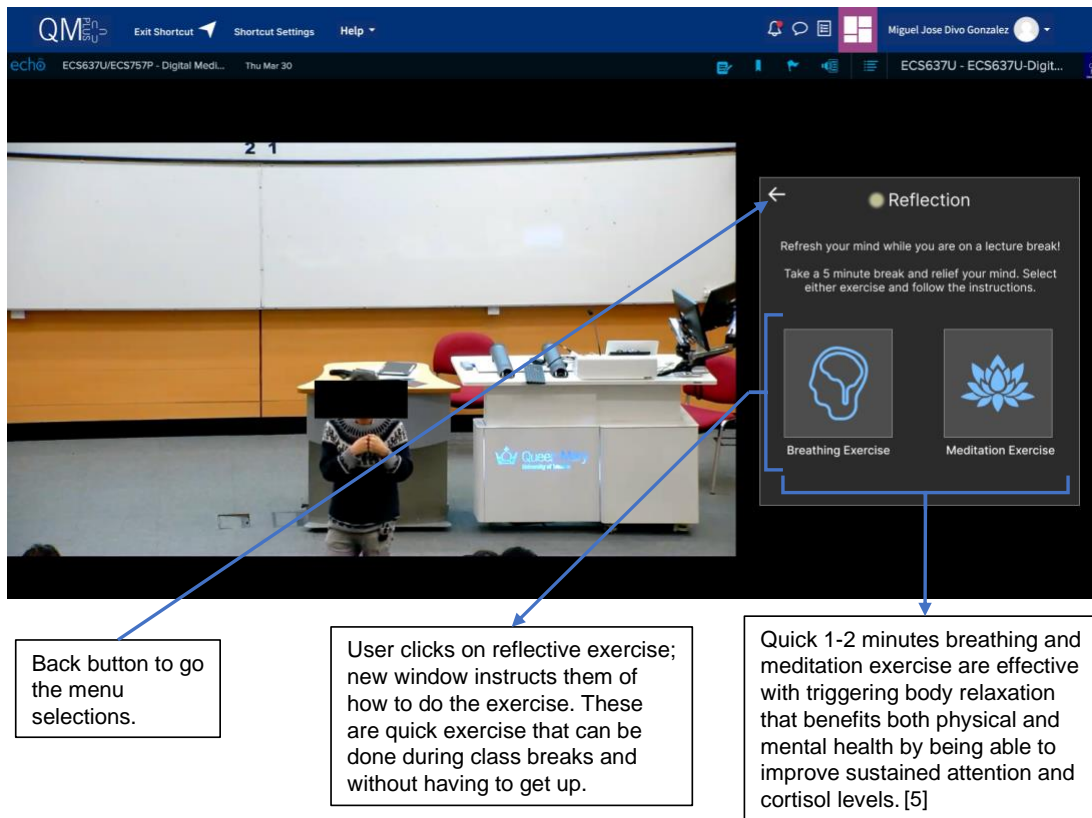 QM PLUS
Exit Shortcut
Shortcut Settings
Help
Miguel Jose Divo Gonzalez
echo
ECS637U/ECS757P - Digital Medi...
Thu Mar 30
ECS637U - ECS637U-Digit...
2 1
Reflection
Refresh your mind while you are on a lecture break!
Take a 5 minute break and relief your mind. Select
either exercise and follow the instructions.
Queen Mary
University of London
Breathing Exercise
Meditation Exercise
Back button to go
the menu
selections.
User clicks on reflective exercise;
new window instructs them of
how to do the exercise. These
are quick exercise that can be
done during class breaks and
without having to get up.
Quick 1-2 minutes breathing and
meditation exercise are effective
with triggering body relaxation
that benefits both physical and
mental health by being able to
improve sustained attention and
cortisol levels. [5]